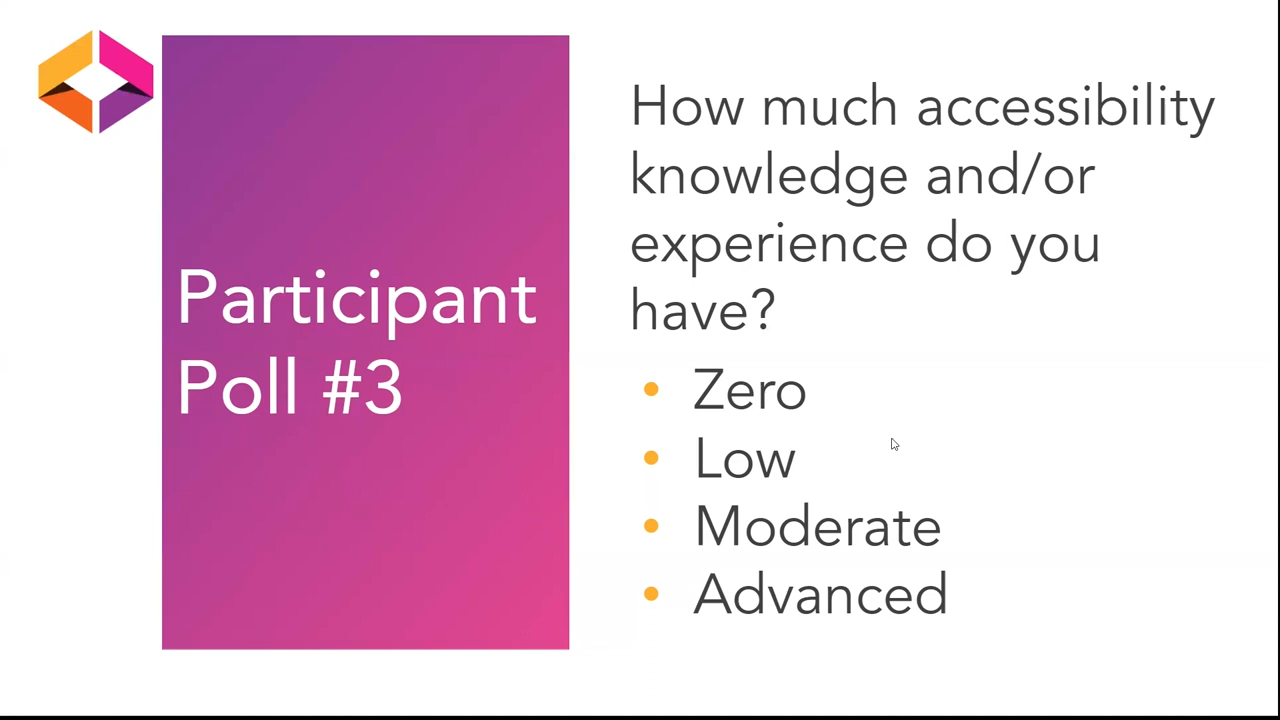 Participant
Poll #3
How much accessibility
knowledge and/or
experience do you
have?
• Zero
• Low
• Moderate
• Advanced